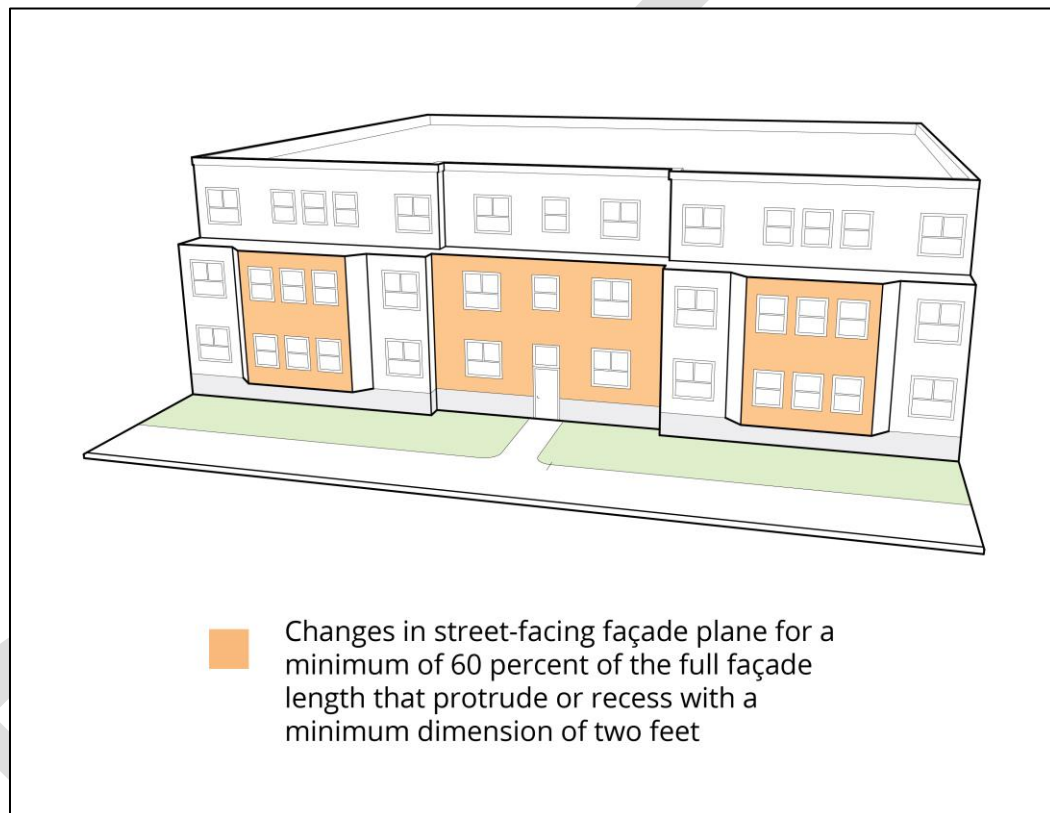 Changes in street-facing façade plane for a
minimum of 60 percent of the full façade
length that protrude or recess with a
minimum dimension of two feet